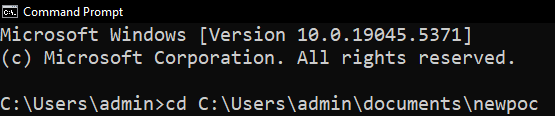 Command Prompt
Microsoft Windows [Version 10.0.19045.5371]
(c) Microsoft Corporation. All rights reserved.
C:\Users\admin>cd C:\Users\admin\documents\newpoc